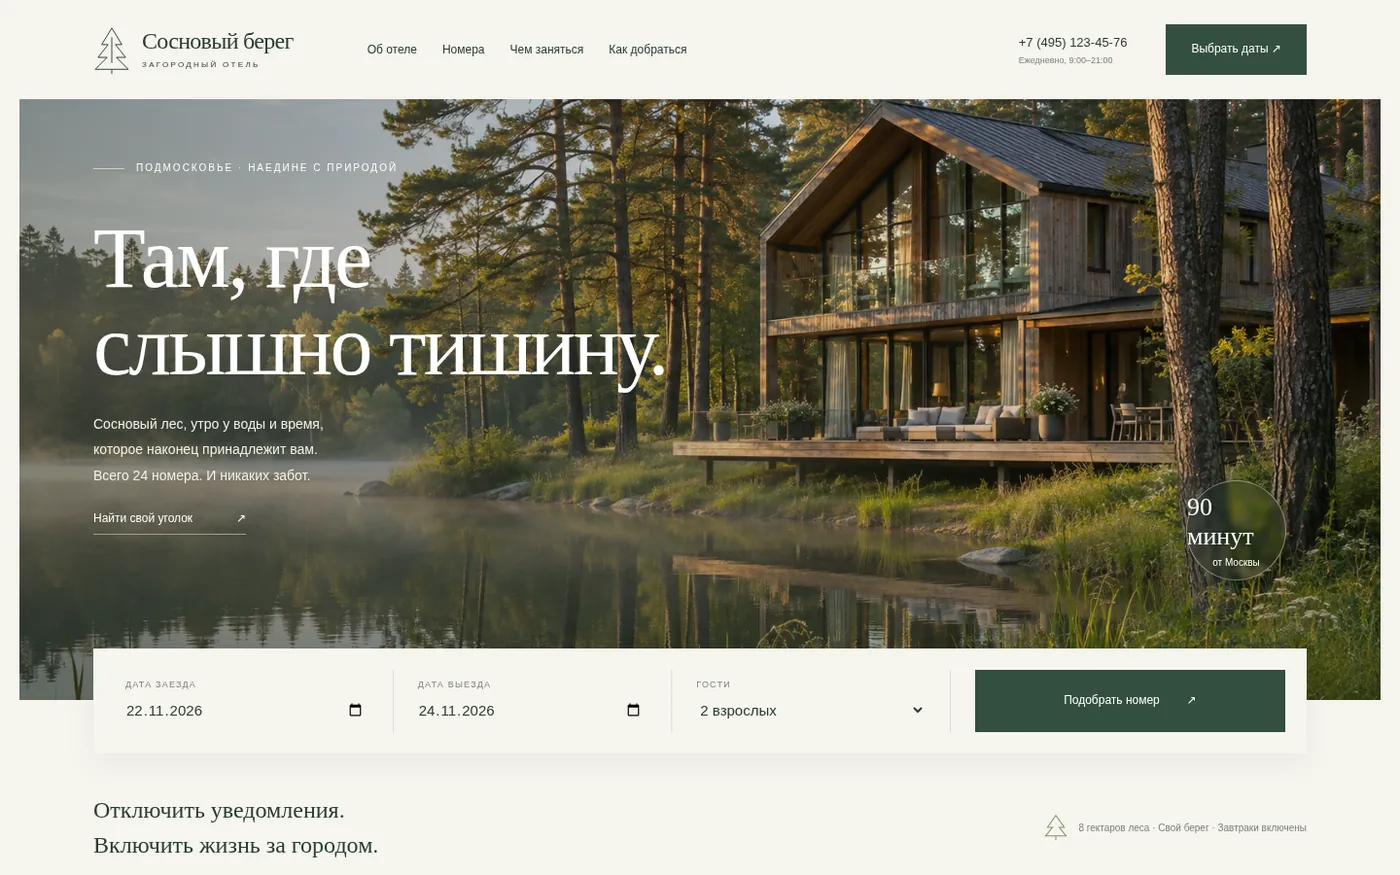 Сосновый берег
ЗАГОРОДНЫЙ ОТЕЛЬ
Об отеле
Номера
Чем заняться
Как добраться
+7 (495) 123-45-76
Ежедневно, 9:00–21:00
Выбрать даты ↗
ПОДМОСКОВЬЕ · НАЕДИНЕ С ПРИРОДОЙ
Там, где
слышно тишину.
Сосновый лес, утро у воды и время,
которое наконец принадлежит вам.
Всего 24 номера. И никаких забот.
Найти свой уголок ↗
90
минут
от Москвы
ДАТА ЗАЕЗДА
22.11.2026
ДАТА ВЫЕЗДА
24.11.2026
ГОСТИ
2 взрослых
Подобрать номер ↗
Отключить уведомления.
Включить жизнь за городом.
8 гектаров леса · Свой берег · Завтраки включены